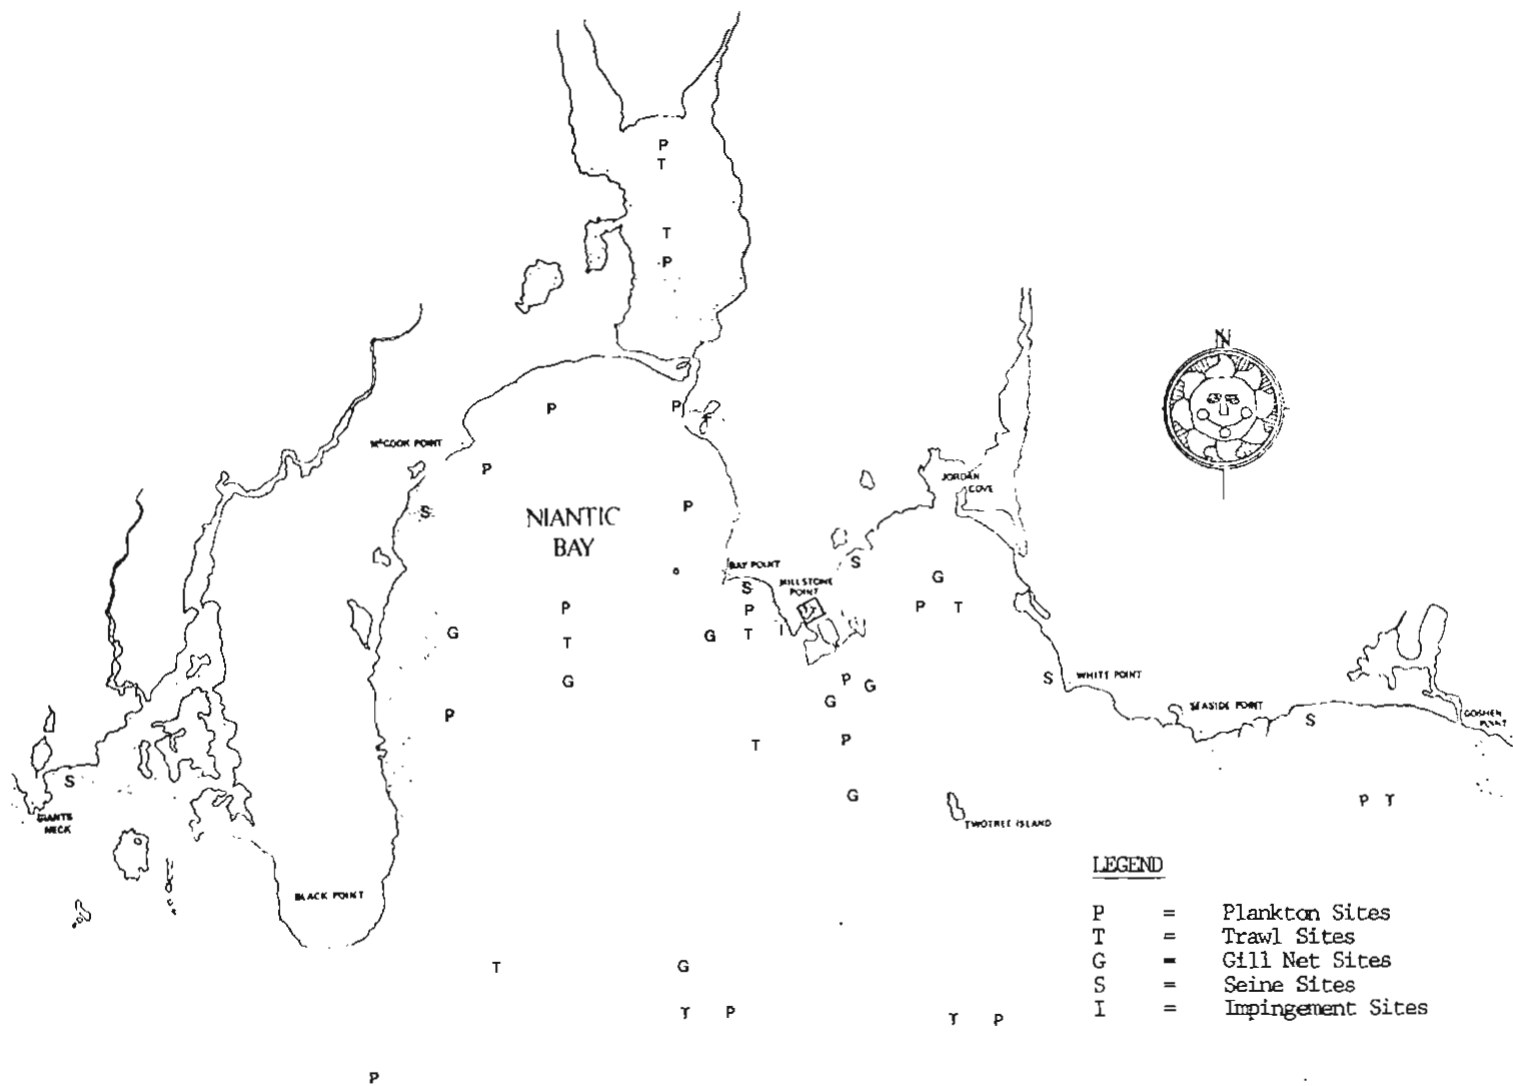 P
T
T
P
N
P
P
McCOOK POINT
P
JORDAN
COVE
S
P
NIANTIC
BAY
BAY POINT
S
MILLSTONE
POINT
S
G
P
P
P
T
G
G
T
I
T
G
P
G
S
WHITE POINT
G
P
SEASIDE POINT
S
GOSHEN
POINT
T
P
S
G
P T
GIANTS
NECK
TWOTREE ISLAND
LEGEND
BLACK POINT
P = Plankton Sites
T = Trawl Sites
G = Gill Net Sites
S = Seine Sites
I = Impingement Sites
T
G
T P
T P
P